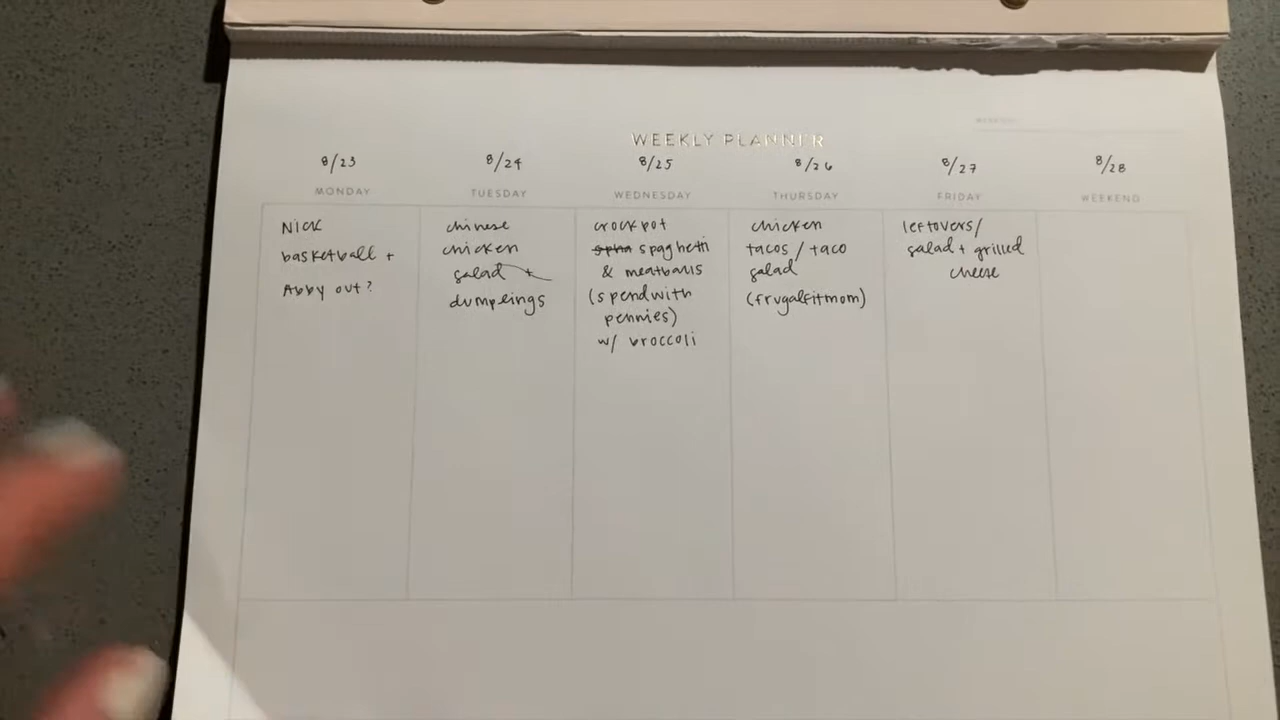 WEEKLY PLANNER
8/23 8/24 8/25 8/26 8/27 8/28
MONDAY TUESDAY WEDNESDAY THURSDAY FRIDAY WEEKEND
NICK
basketball +
Abby out?
chinese
chicken
salad +
dumpleings
crockpot
spaghetti
& meatballs
(spendwith
pennies)
w/ broccoli
chicken
tacos / taco
salad
(frugalfitmom)
leftovers/
salad + grilled
cheese